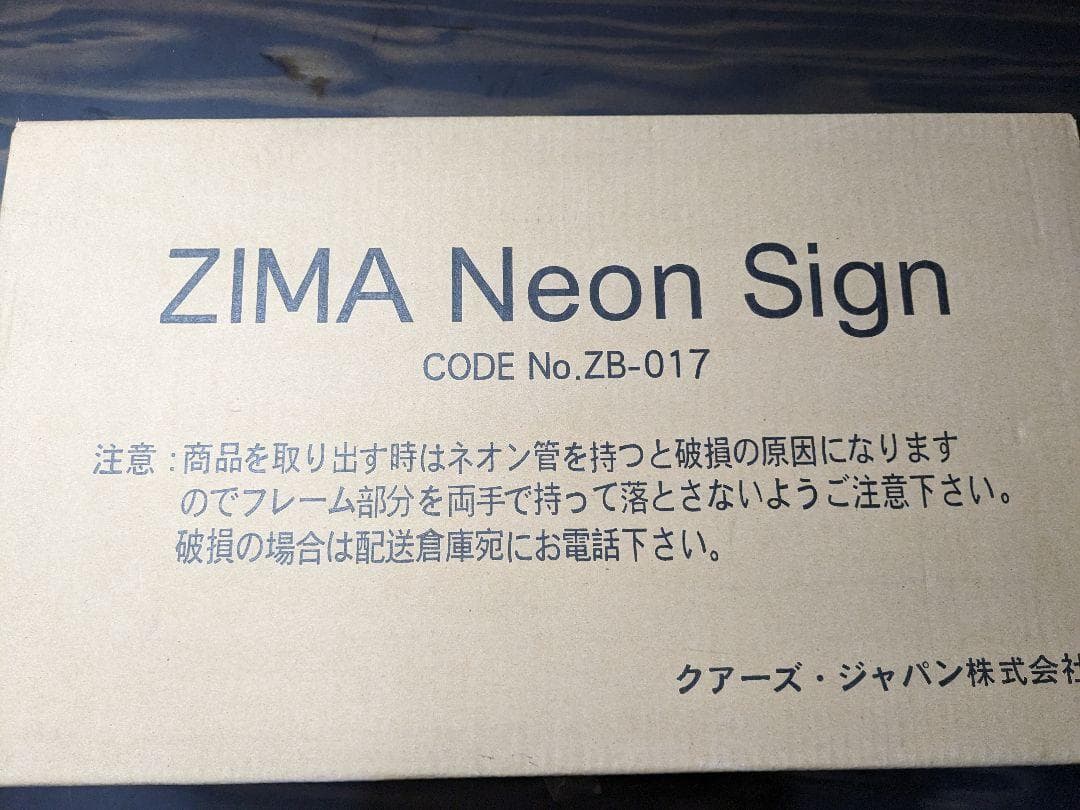 ZIMA Neon Sign
CODE No.ZB-017
注意：商品を取り出す時はネオン管を持つと破損の原因になります
のでフレーム部分を両手で持って落とさないようご注意下さい。
破損の場合は配送倉庫宛にお電話下さい。
クアーズ・ジャパン株式会社